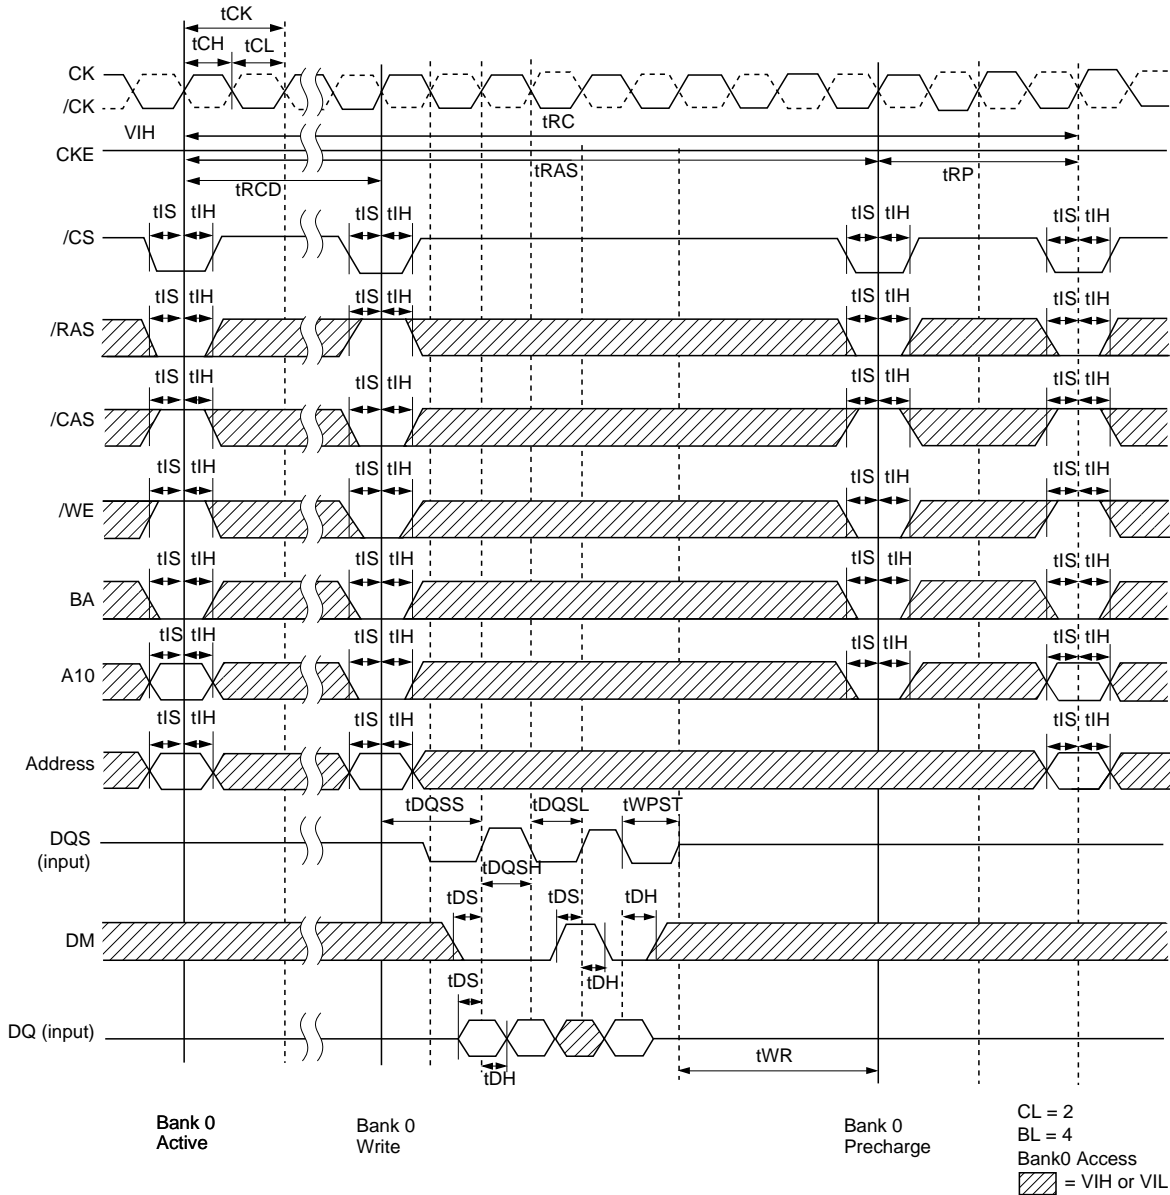 tCK
tCH tCL
CK
/CK
VIH
tRC
CKE
tRAS
tRP
tRCD
tIS tIH tIS tIH tIS tIH tIS tIH
/CS
tIS tIH tIS tIH tIS tIH tIS tIH
/RAS
tIS tIH tIS tIH tIS tIH tIS tIH
/CAS
tIS tIH tIS tIH tIS tIH tIS tIH
/WE
tIS tIH tIS tIH tIS tIH tIS tIH
BA
tIS tIH tIS tIH tIS tIH tIS tIH
A10
tIS tIH tIS tIH tIS tIH
Address
tDQSS tDQSL tWPST
DQS
(input)
tDQSH
tDS tDS tDH
DM
tDS tDH
DQ (input)
tDH
tWR
Bank 0
Active
Bank 0
Write
Bank 0
Precharge
CL = 2
BL = 4
Bank0 Access
= VIH or VIL